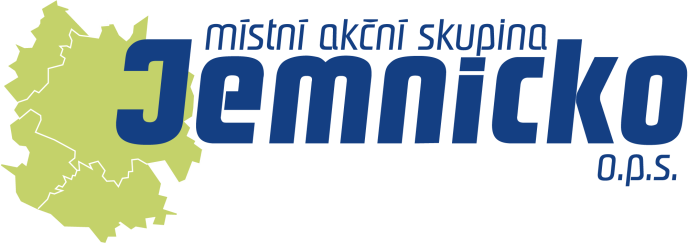 místní akční skupina
Jemnicko
o.p.s.